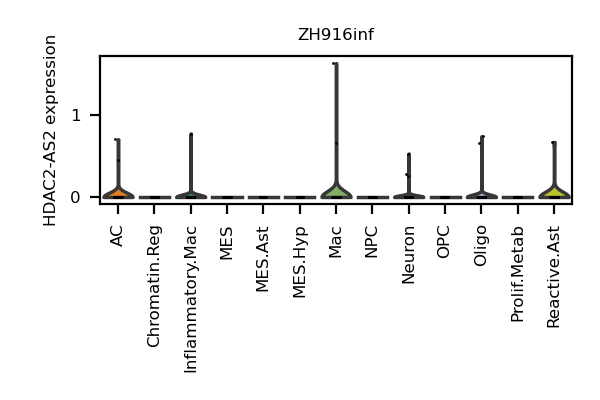 ZH916inf
HDAC2-AS2 expression
1
0
AC
Chromatin.Reg
Inflammatory.Mac
MES
MES.Ast
MES.Hyp
Mac
NPC
Neuron
OPC
Oligo
Prolif.Metab
Reactive.Ast